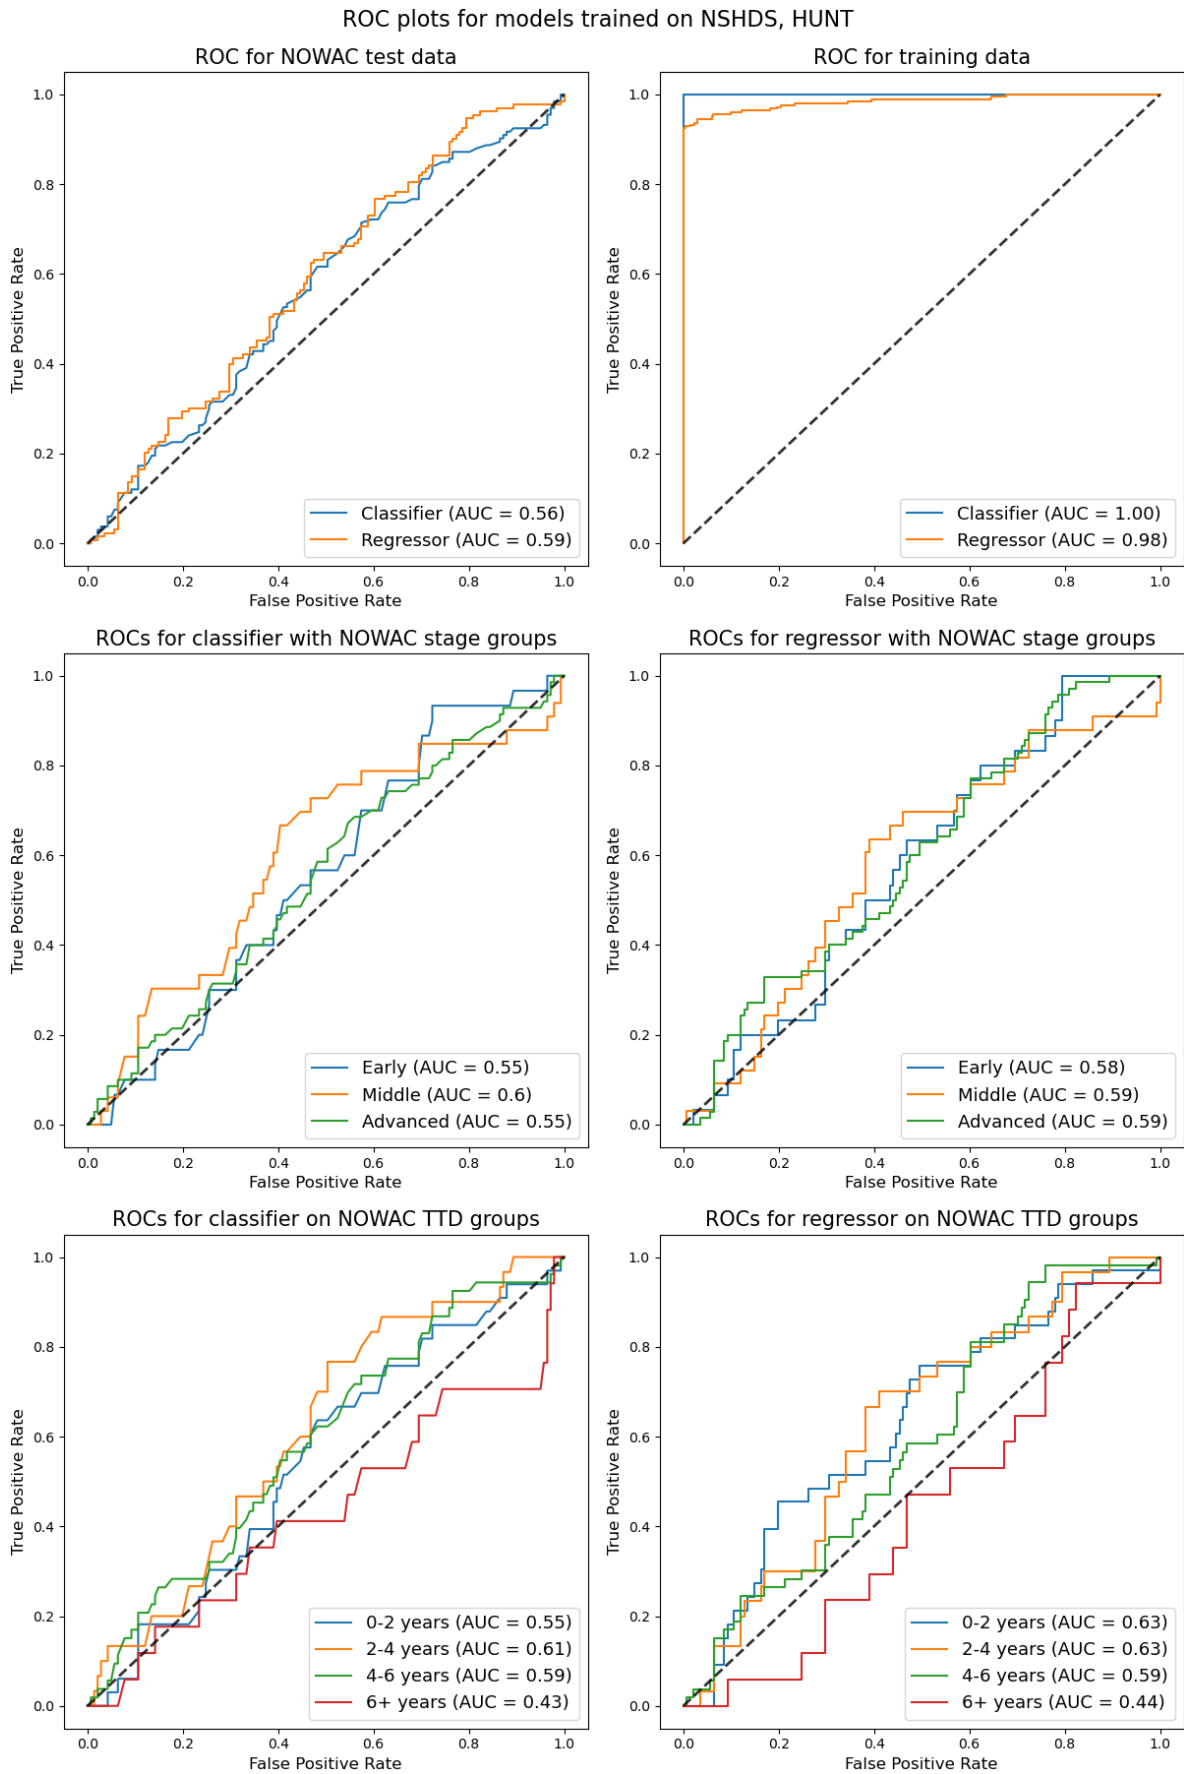 ROC plots for models trained on NSHDS, HUNT
ROC for NOWAC test data
True Positive Rate
1.0
0.8
0.6
0.4
0.2
0.0
Classifier (AUC = 0.56)
Regressor (AUC = 0.59)
0.0 0.2 0.4 0.6 0.8 1.0
False Positive Rate
ROC for training data
True Positive Rate
1.0
0.8
0.6
0.4
0.2
0.0
Classifier (AUC = 1.00)
Regressor (AUC = 0.98)
0.0 0.2 0.4 0.6 0.8 1.0
False Positive Rate
ROCs for classifier with NOWAC stage groups
True Positive Rate
1.0
0.8
0.6
0.4
0.2
0.0
Early (AUC = 0.55)
Middle (AUC = 0.6)
Advanced (AUC = 0.55)
0.0 0.2 0.4 0.6 0.8 1.0
False Positive Rate
ROCs for regressor with NOWAC stage groups
True Positive Rate
1.0
0.8
0.6
0.4
0.2
0.0
Early (AUC = 0.58)
Middle (AUC = 0.59)
Advanced (AUC = 0.59)
0.0 0.2 0.4 0.6 0.8 1.0
False Positive Rate
ROCs for classifier on NOWAC TTD groups
True Positive Rate
1.0
0.8
0.6
0.4
0.2
0.0
0-2 years (AUC = 0.55)
2-4 years (AUC = 0.61)
4-6 years (AUC = 0.59)
6+ years (AUC = 0.43)
0.0 0.2 0.4 0.6 0.8 1.0
False Positive Rate
ROCs for regressor on NOWAC TTD groups
True Positive Rate
1.0
0.8
0.6
0.4
0.2
0.0
0-2 years (AUC = 0.63)
2-4 years (AUC = 0.63)
4-6 years (AUC = 0.59)
6+ years (AUC = 0.44)
0.0 0.2 0.4 0.6 0.8 1.0
False Positive Rate